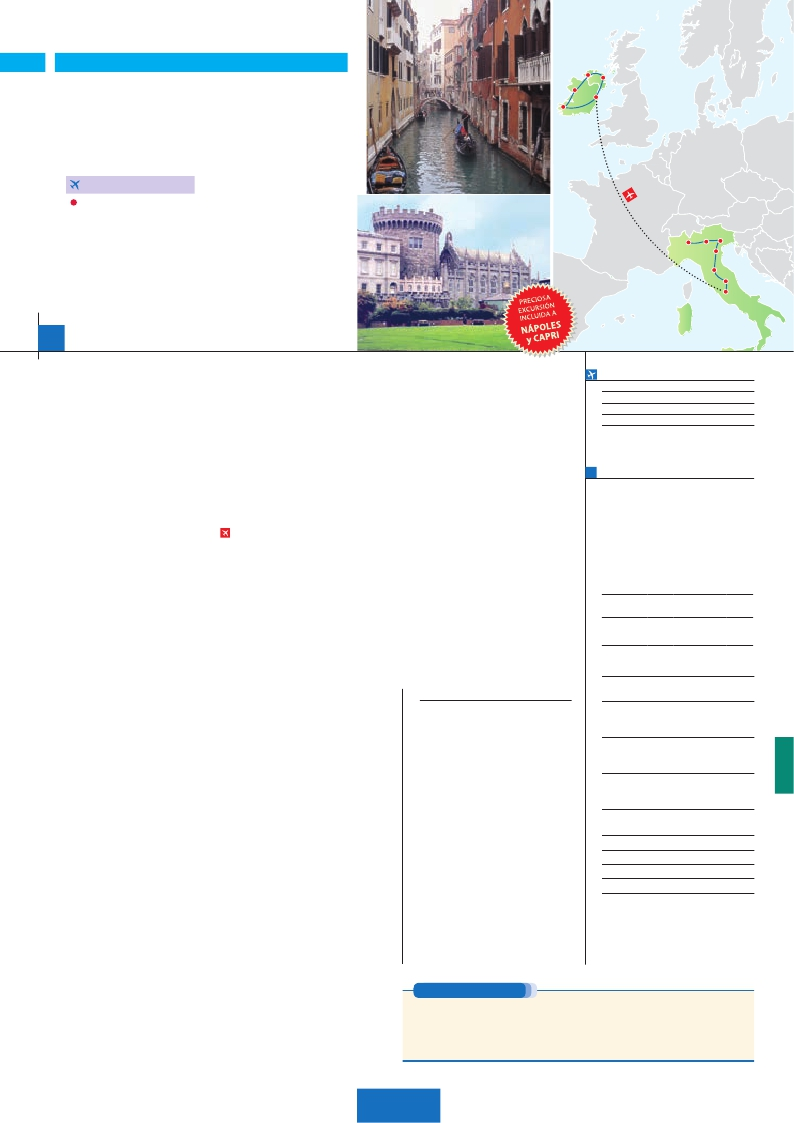 PRECIOSA
EXCURSIÓN
INCLUIDA A
NÁPOLES
y CAPRI